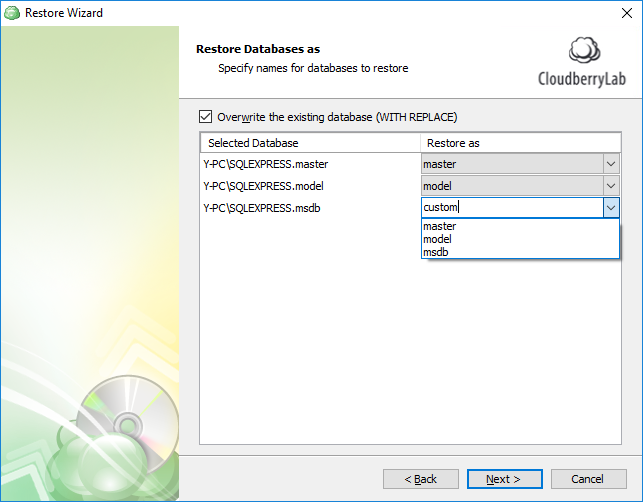 Restore Wizard
Restore Databases as
Specify names for databases to restore
CloudberryLab
Overwrite the existing database (WITH REPLACE)
Selected Database Restore as
Y-PC\SQLEXPRESS.master master
Y-PC\SQLEXPRESS.model model
Y-PC\SQLEXPRESS.msdb custom
master
model
msdb
< Back Next > Cancel